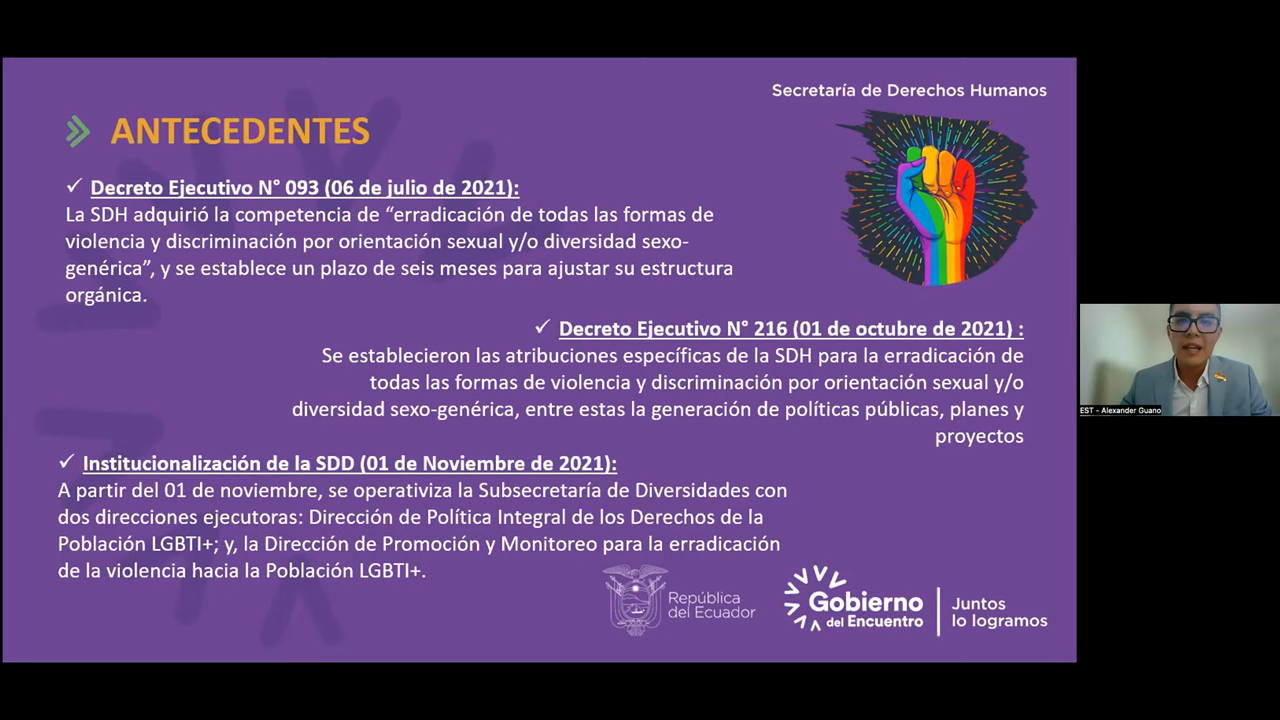 Secretaría de Derechos Humanos
ANTECEDENTES
Decreto Ejecutivo N° 093 (06 de julio de 2021):
La SDH adquirió la competencia de “erradicación de todas las formas de
violencia y discriminación por orientación sexual y/o diversidad sexo-
genérica”, y se establece un plazo de seis meses para ajustar su estructura
orgánica.
Decreto Ejecutivo N° 216 (01 de octubre de 2021) :
Se establecieron las atribuciones específicas de la SDH para la erradicación de
todas las formas de violencia y discriminación por orientación sexual y/o
diversidad sexo-genérica, entre estas la generación de políticas públicas, planes y
proyectos
Institucionalización de la SDD (01 de Noviembre de 2021):
A partir del 01 de noviembre, se operativiza la Subsecretaría de Diversidades con
dos direcciones ejecutoras: Dirección de Política Integral de los Derechos de la
Población LGBTI+; y, la Dirección de Promoción y Monitoreo para la erradicación
de la violencia hacia la Población LGBTI+.
República
del Ecuador
Gobierno
del Encuentro
Juntos
lo logramos
EST - Alexander Guano